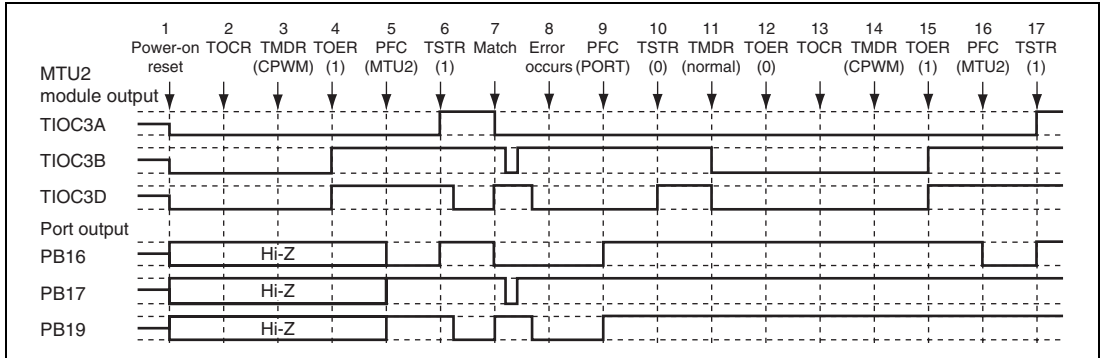 1 2 3 4 5 6 7 8 9 10 11 12 13 14 15 16 17
Power-on TOCR TMDR TOER PFC TSTR Match Error PFC TSTR TMDR TOER TOCR TMDR TOER PFC TSTR
reset (CPWM) (1) (MTU2) (1) occurs (PORT) (0) (normal) (0) (CPWM) (1) (MTU2) (1)
MTU2
module output
TIOC3A
TIOC3B
TIOC3D
Port output
PB16 Hi-Z
PB17 Hi-Z
PB19 Hi-Z